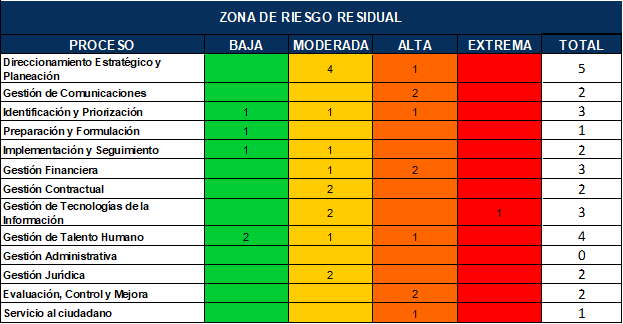 ZONA DE RIESGO RESIDUAL
PROCESO BAJA MODERADA ALTA EXTREMA TOTAL
Direccionamiento Estratégico y
Planeación 4 1 5
Gestión de Comunicaciones 2 2
Identificación y Priorización 1 1 1 3
Preparación y Formulación 1 1
Implementación y Seguimiento 1 1 2
Gestión Financiera 1 2 3
Gestión Contractual 2 2
Gestión de Tecnologías de la
Información 2 1 3
Gestión de Talento Humano 2 1 1 4
Gestión Administrativa 0
Gestión Jurídica 2 2
Evaluación, Control y Mejora 2 2
Servicio al ciudadano 1 1